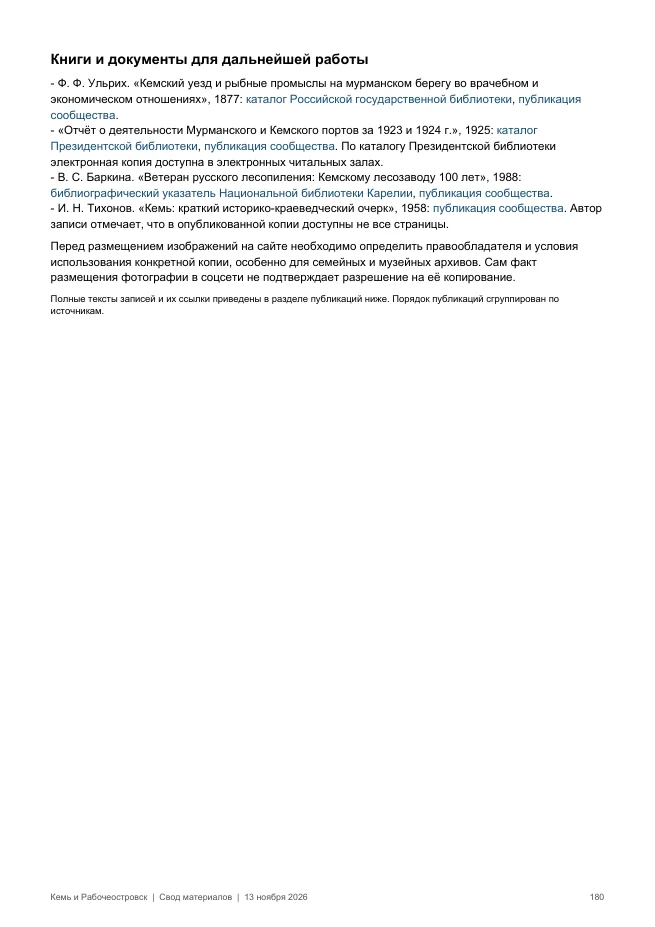 Книги и документы для дальнейшей работы
- Ф. Ф. Ульрих. «Кемский уезд и рыбные промыслы на мурманском берегу во врачебном и
экономическом отношениях», 1877: каталог Российской государственной библиотеки, публикация
сообщества.
- «Отчёт о деятельности Мурманского и Кемского портов за 1923 и 1924 г.», 1925: каталог
Президентской библиотеки, публикация сообщества. По каталогу Президентской библиотеки
электронная копия доступна в электронных читальных залах.
- В. С. Баркина. «Ветеран русского лесопиления: Кемскому лесозаводу 100 лет», 1988:
библиографический указатель Национальной библиотеки Карелии, публикация сообщества.
- И. Н. Тихонов. «Кемь: краткий историко-краеведческий очерк», 1958: публикация сообщества. Автор
записи отмечает, что в опубликованной копии доступны не все страницы.
Перед размещением изображений на сайте необходимо определить правообладателя и условия
использования конкретной копии, особенно для семейных и музейных архивов. Сам факт
размещения фотографии в соцсети не подтверждает разрешение на её копирование.
Полные тексты записей и их ссылки приведены в разделе публикаций ниже. Порядок публикаций сгруппирован по
источникам.
Кемь и Рабочеостровск | Свод материалов | 13 ноября 2026 180